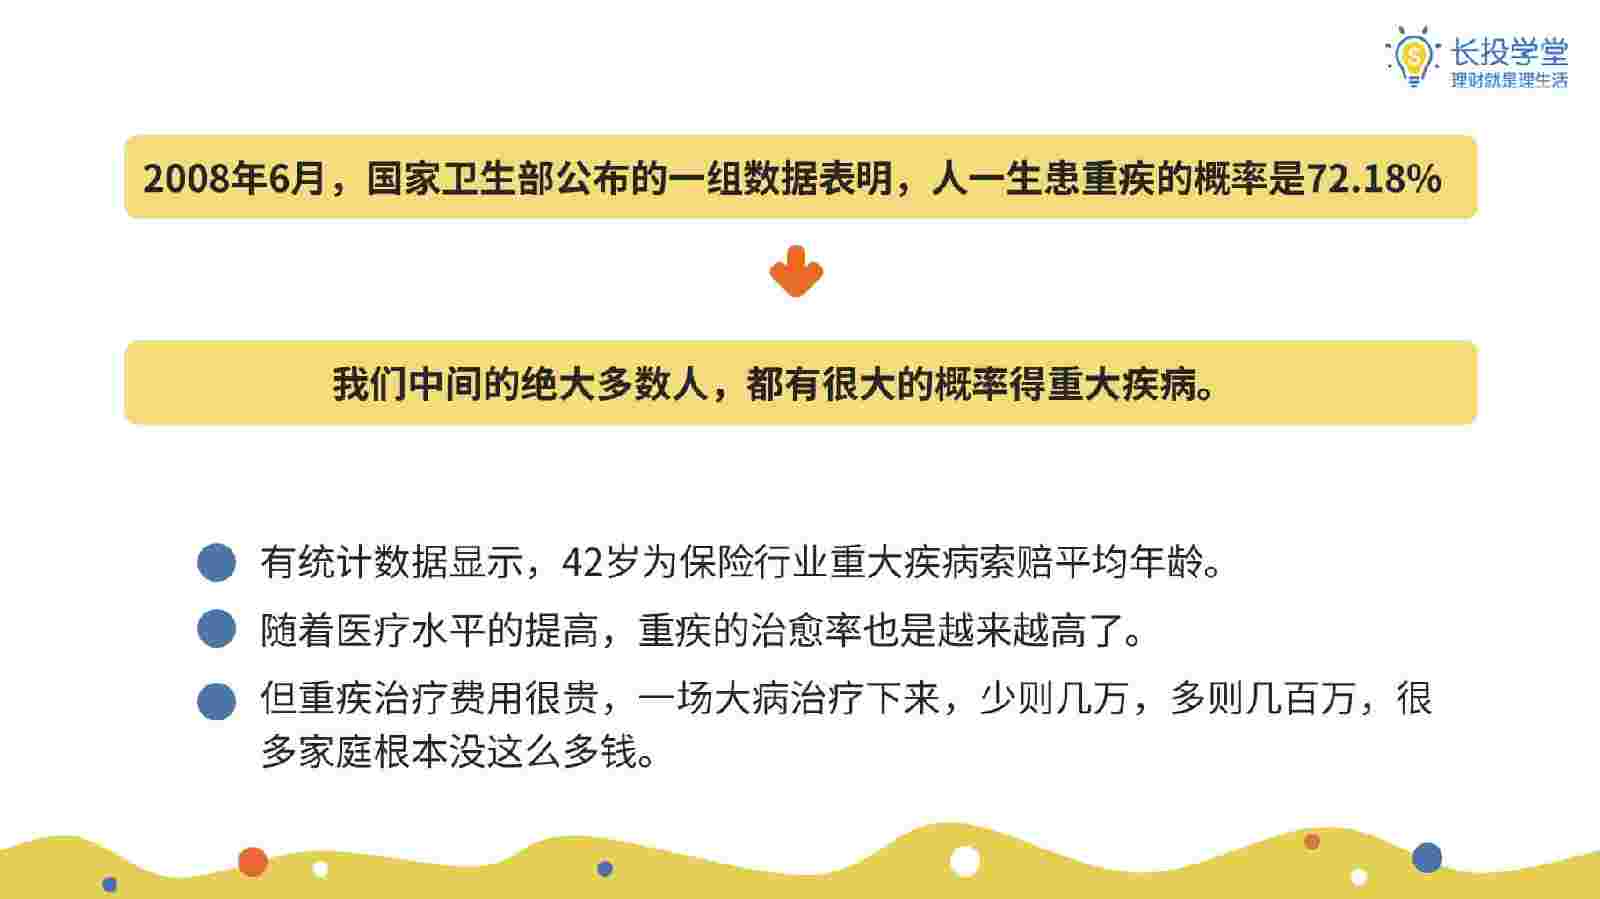 长投学堂
理财就是理生活
2008年6月，国家卫生部公布的一组数据表明，人一生患重疾的概率是72.18%
我们中间的绝大多数人，都有很大的概率得重大疾病。
有统计数据显示，42岁为保险行业重大疾病索赔平均年龄。
随着医疗水平的提高，重疾的治愈率也是越来越高了。
但重疾治疗费用很贵，一场大病治疗下来，少则几万，多则几百万，很
多家庭根本没这么多钱。